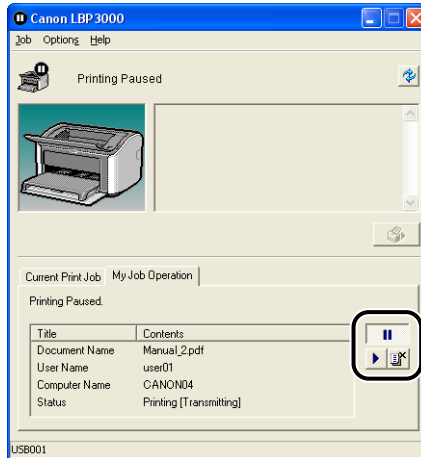 Canon LBP3000
Job Options Help
Printing Paused
Current Print Job My Job Operation
Printing Paused.
Title Contents
Document Name Manual_2.pdf
User Name user01
Computer Name CANON04
Status Printing [Transmitting]
USB001